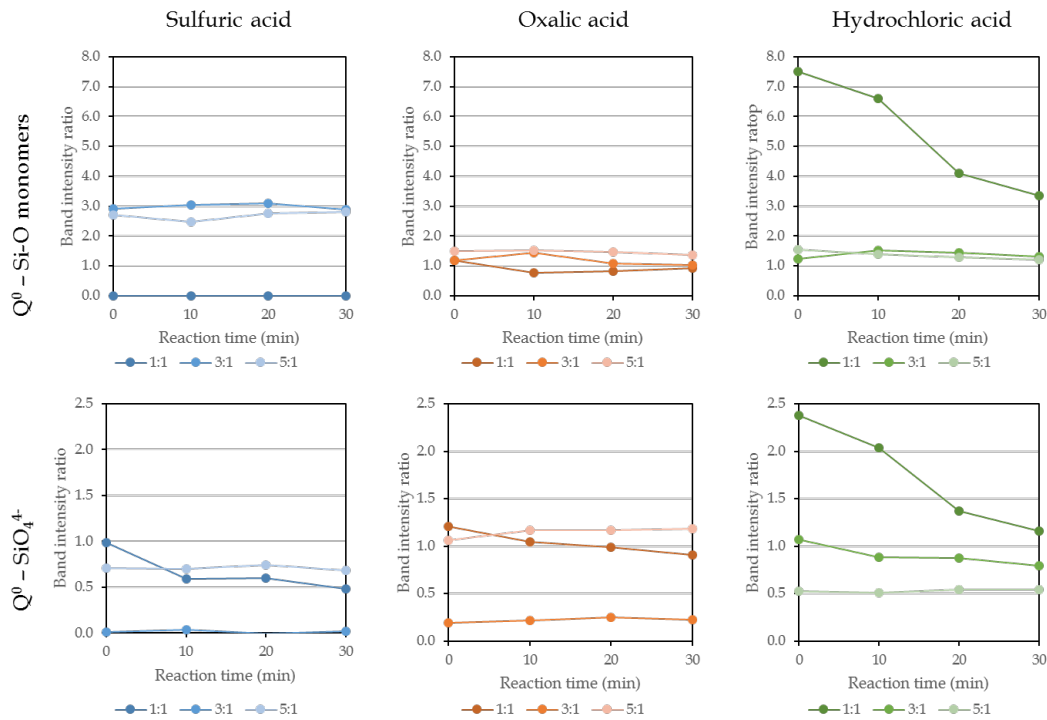 Sulfuric acid
Oxalic acid
Hydrochloric acid
Q⁰ – Si-O monomers
Band intensity ratio
8.0
7.0
6.0
5.0
4.0
3.0
2.0
1.0
0.0
0 10 20 30
Reaction time (min)
1:1 3:1 5:1
Band intensity ratio
8.0
7.0
6.0
5.0
4.0
3.0
2.0
1.0
0.0
0 10 20 30
Reaction time (min)
1:1 3:1 5:1
Band intensity ratop
8.0
7.0
6.0
5.0
4.0
3.0
2.0
1.0
0.0
0 10 20 30
Reaction time (min)
1:1 3:1 5:1
Q⁰ – SiO₄⁴⁻
Band intensity ratio
2.5
2.0
1.5
1.0
0.5
0.0
0 10 20 30
Reaction time (min)
1:1 3:1 5:1
Band intensity ratio
2.5
2.0
1.5
1.0
0.5
0.0
0 10 20 30
Reaction time (min)
1:1 3:1 5:1
Band intensity ratio
2.5
2.0
1.5
1.0
0.5
0.0
0 10 20 30
Reaction time (min)
1:1 3:1 5:1